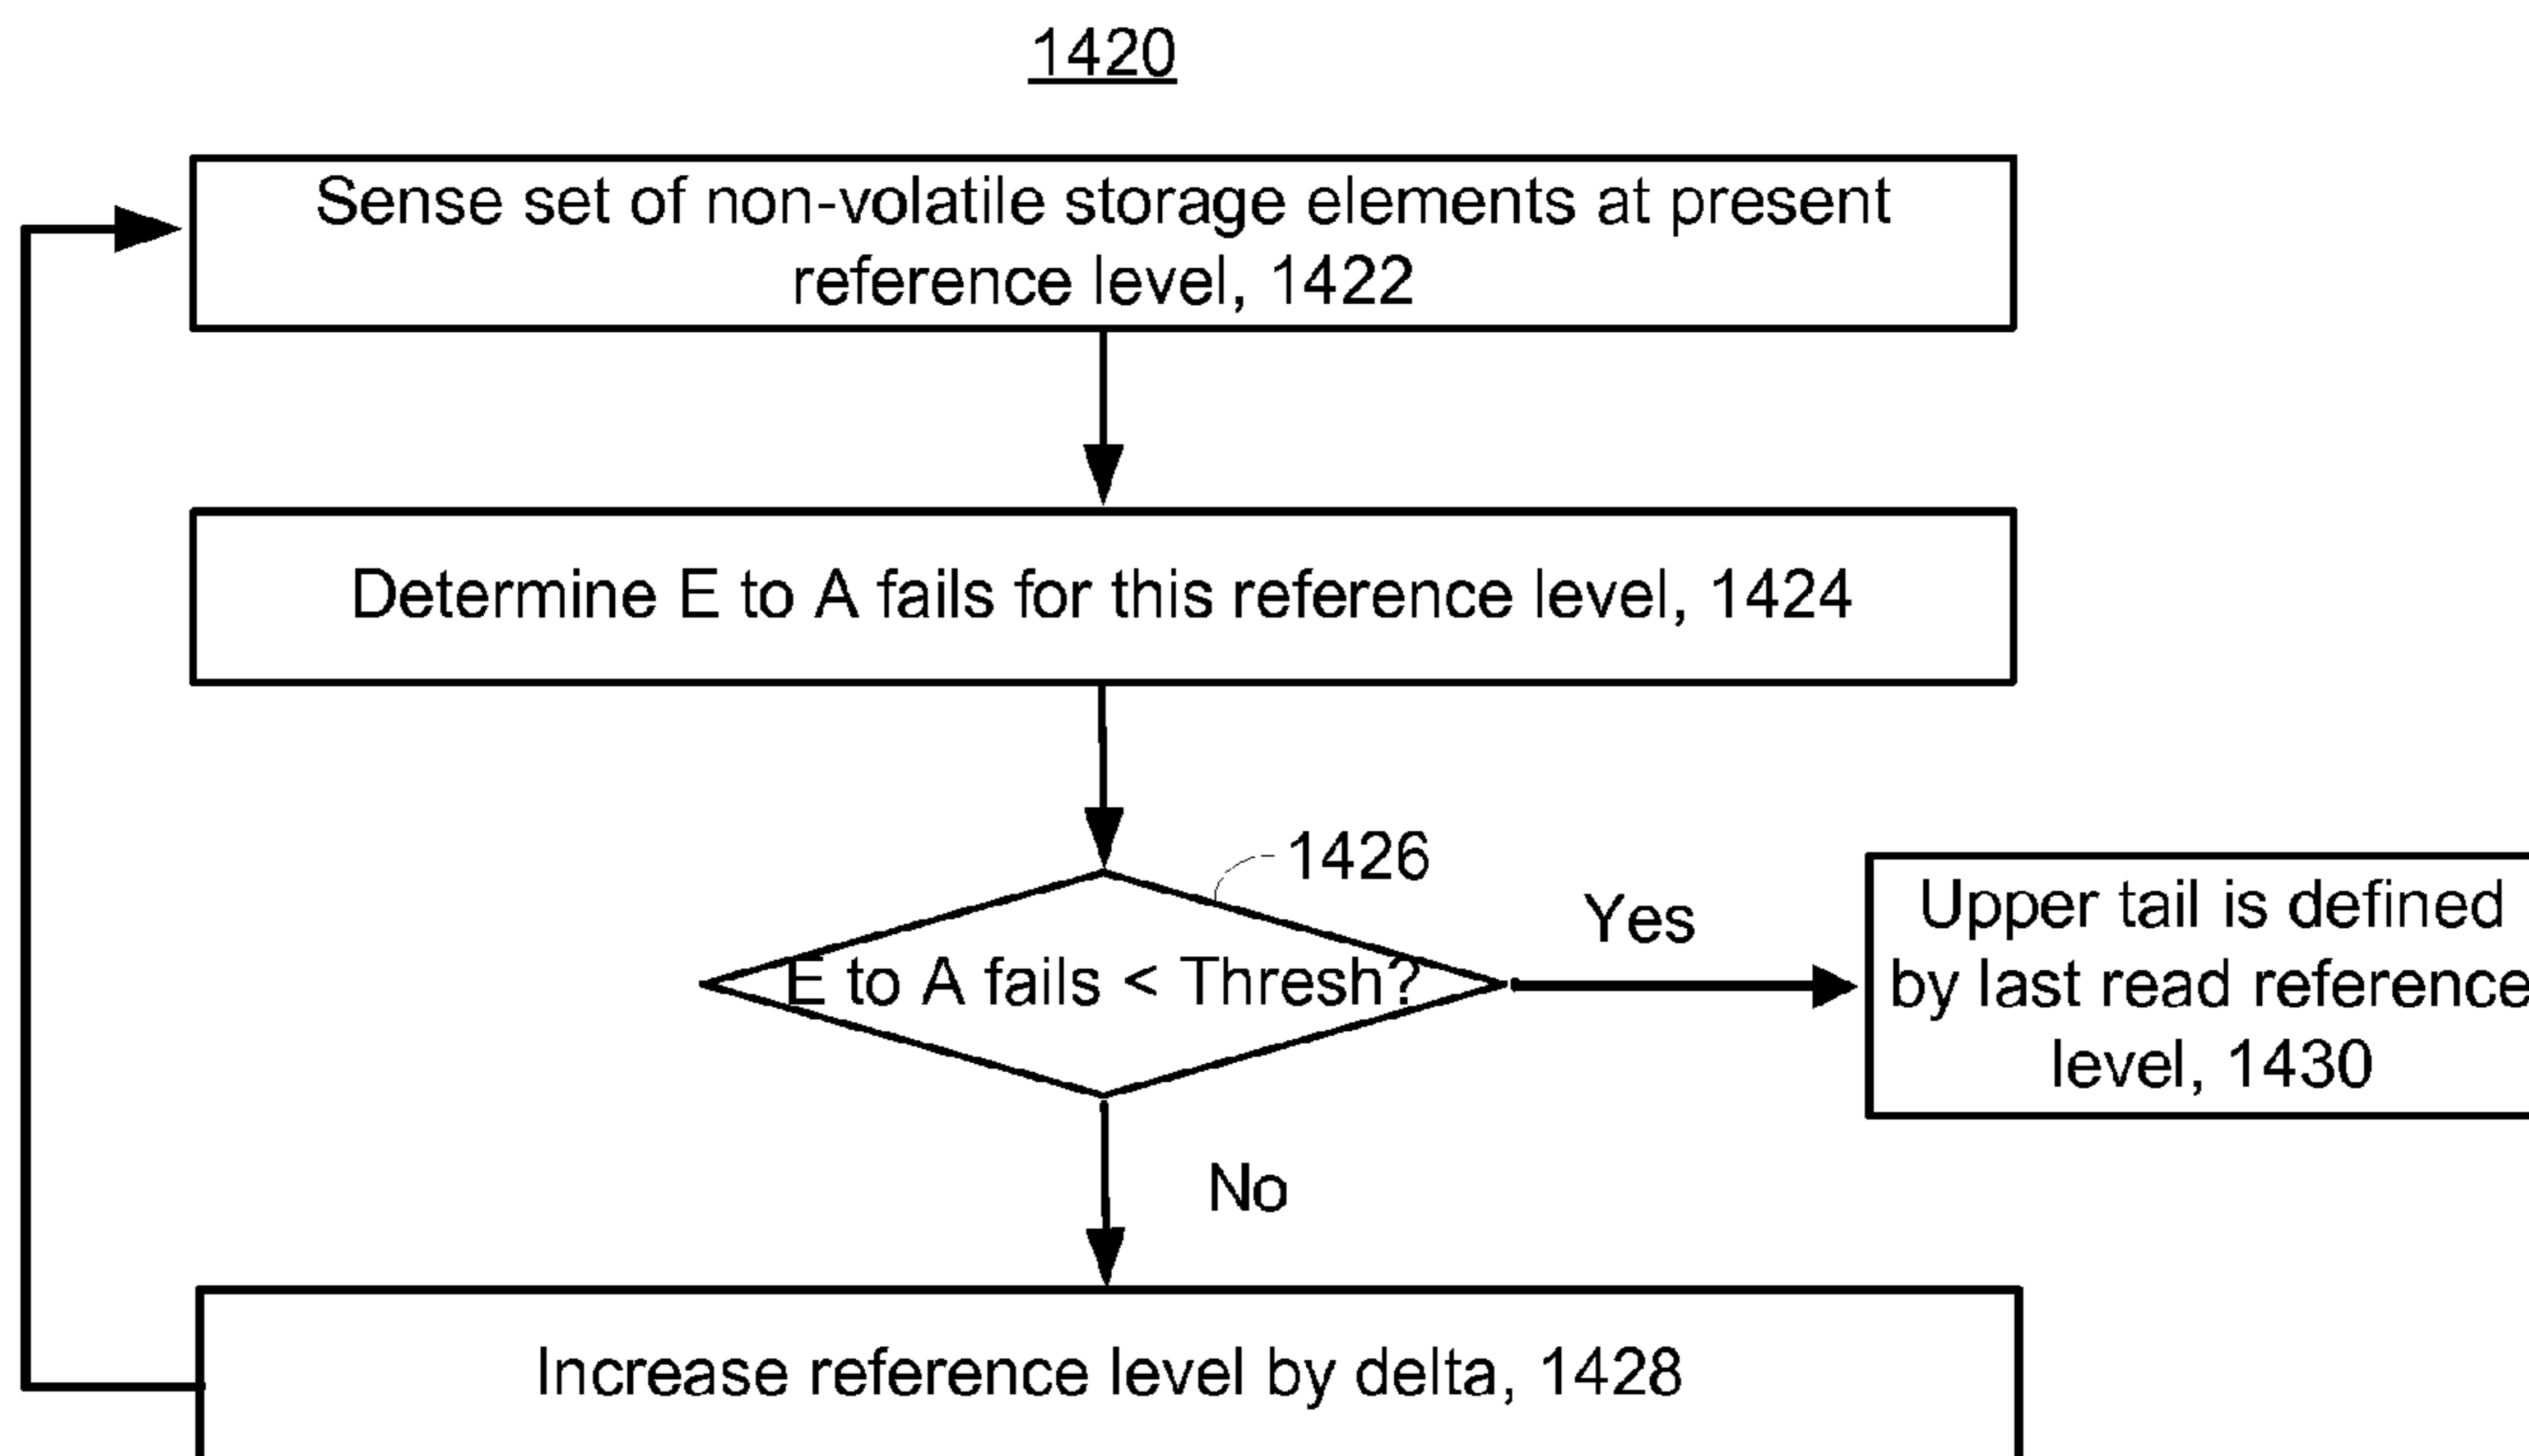 1420
Sense set of non-volatile storage elements at present
reference level, 1422
Determine E to A fails for this reference level, 1424
1426
E to A fails < Thresh?
Yes
Upper tail is defined
by last read reference
level, 1430
No
Increase reference level by delta, 1428